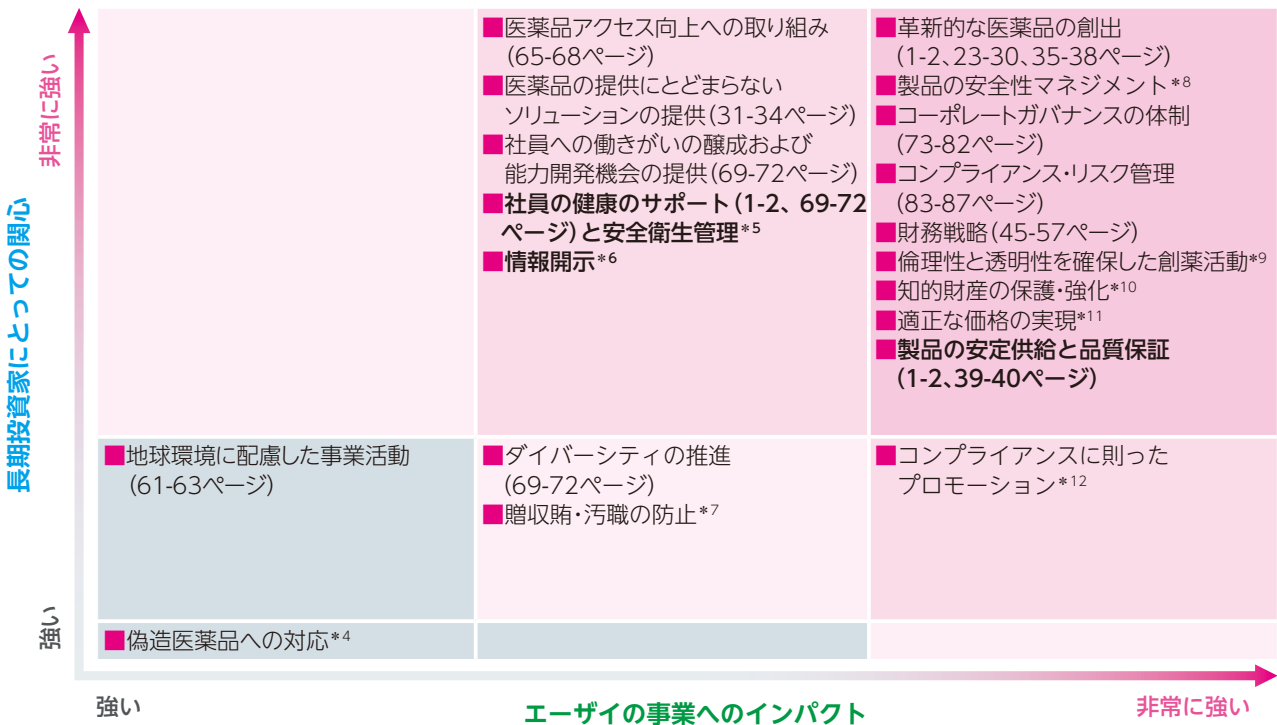 長期投資家にとっての関心
非常に強い
強い
■医薬品アクセス向上への取り組み
(65-68ページ)
■医薬品の提供にとどまらない
ソリューションの提供(31-34ページ)
■社員への働きがいの醸成および
能力開発機会の提供(69-72ページ)
■社員の健康のサポート(1-2、69-72
ページ)と安全衛生管理*5
■情報開示*6
■革新的な医薬品の創出
(1-2、23-30、35-38ページ)
■製品の安全性マネジメント*8
■コーポレートガバナンスの体制
(73-82ページ)
■コンプライアンス・リスク管理
(83-87ページ)
■財務戦略(45-57ページ)
■倫理性と透明性を確保した創薬活動*9
■知的財産の保護・強化*10
■適正な価格の実現*11
■製品の安定供給と品質保証
(1-2、39-40ページ)
■地球環境に配慮した事業活動
(61-63ページ)
■ダイバーシティの推進
(69-72ページ)
■贈収賄・汚職の防止*7
■コンプライアンスに則った
プロモーション*12
■偽造医薬品への対応*4
強い
エーザイの事業へのインパクト
非常に強い